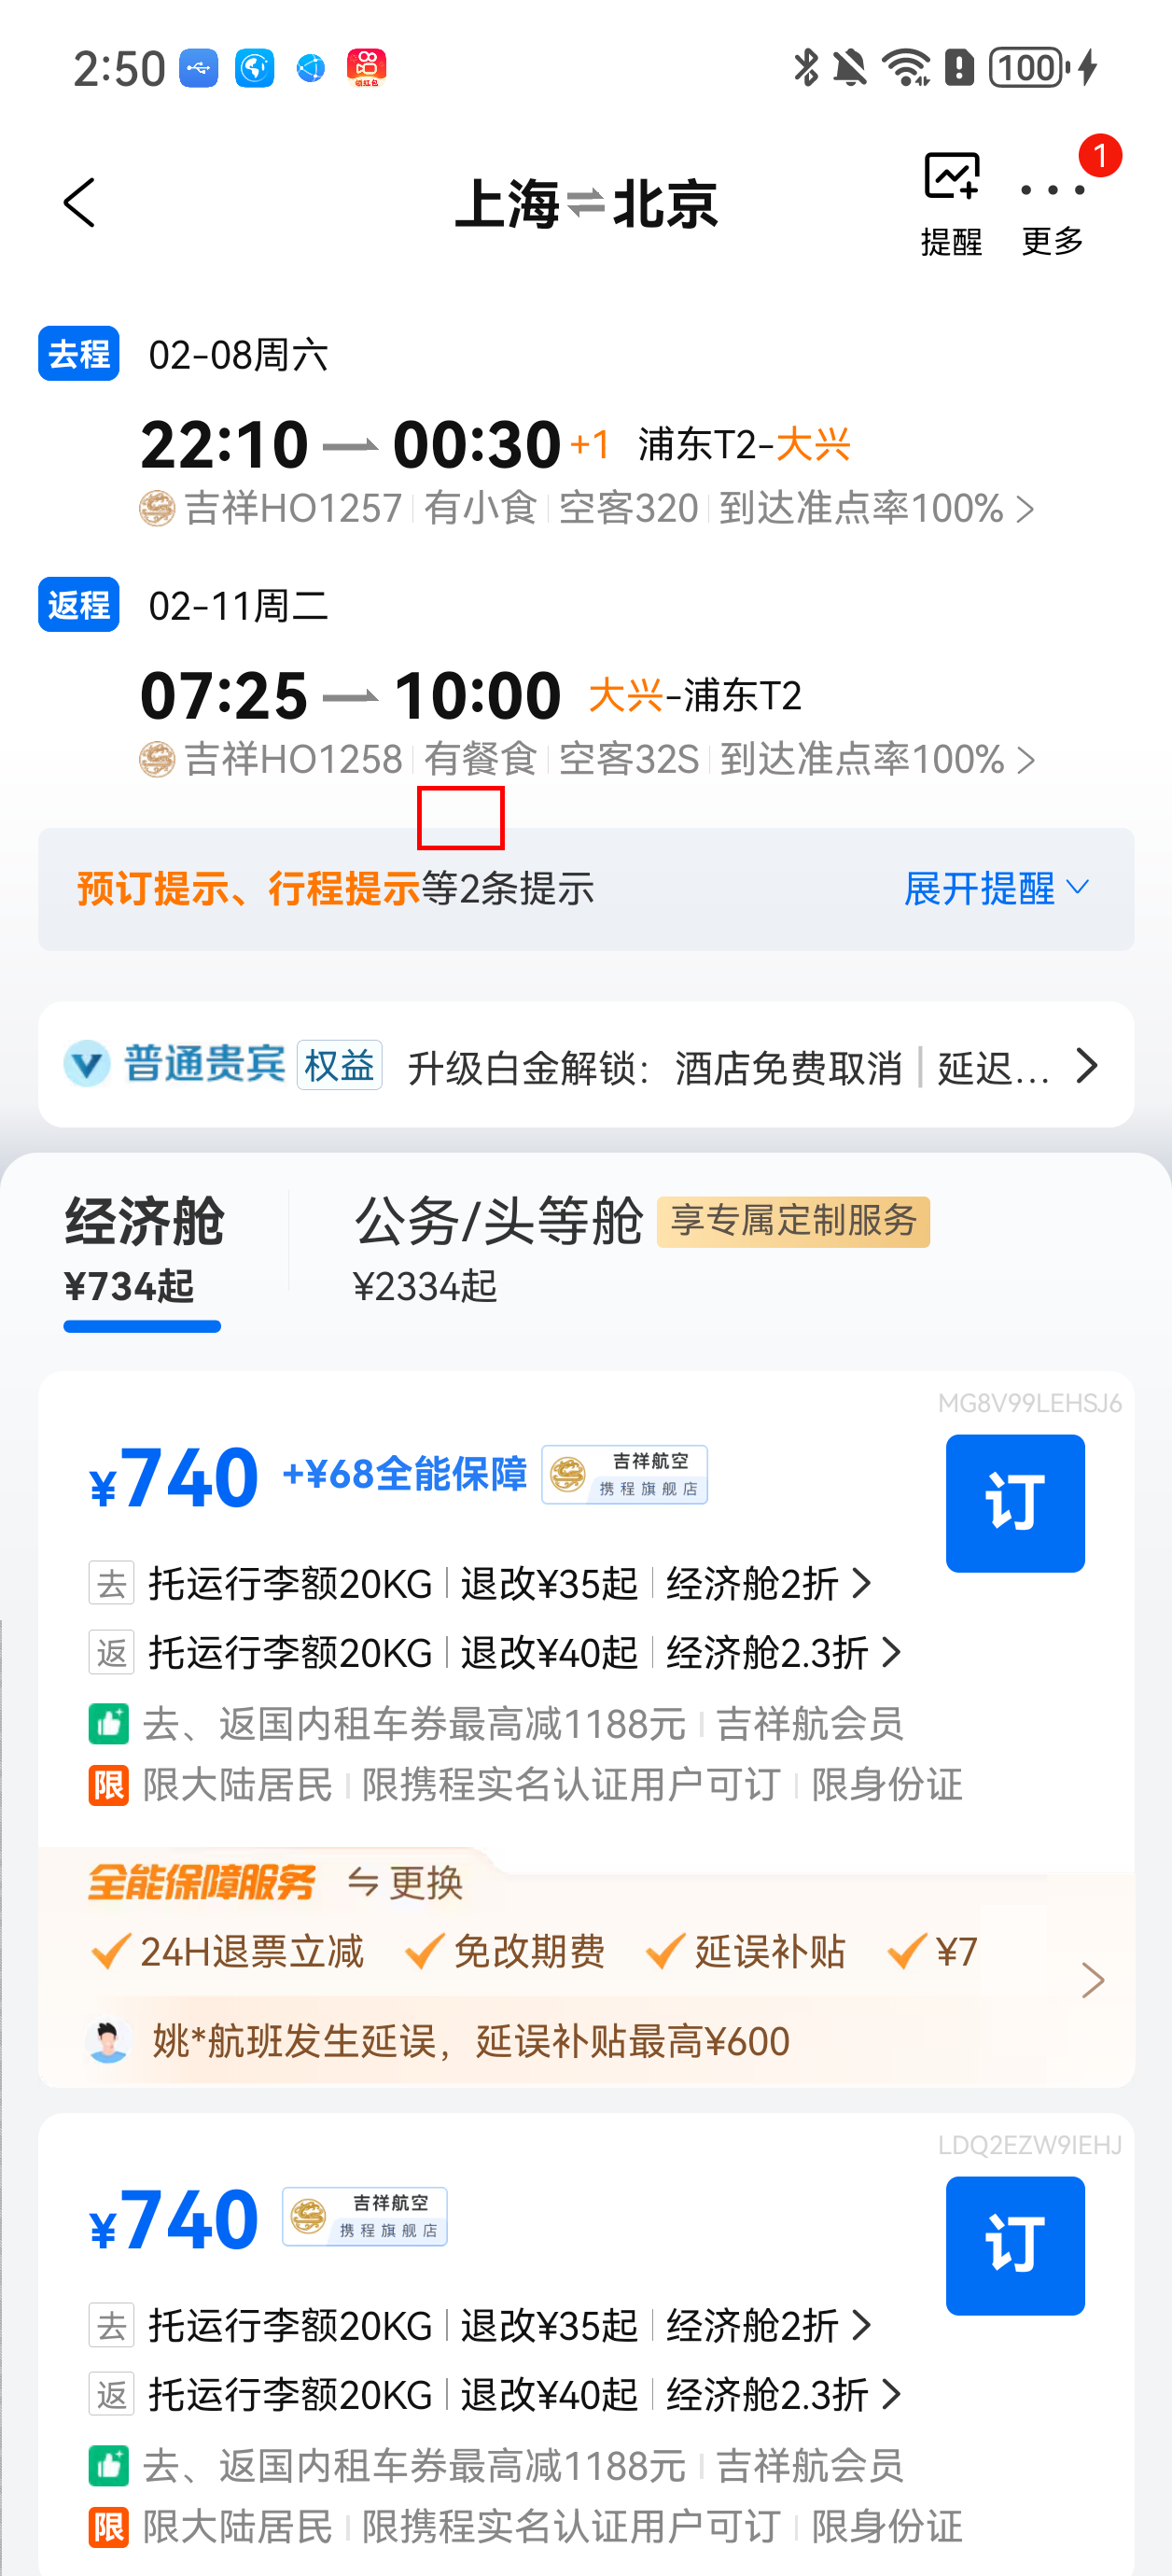 2:50 领红包 100
上海⇌北京
1
提醒 更多
去程 02-08周六
22:10 00:30 +1 浦东T2-大兴
吉祥HO1257 有小食 空客320 到达准点率100%
返程 02-11周二
07:25 10:00 大兴-浦东T2
吉祥HO1258 有餐食 空客32S 到达准点率100%
预订提示、行程提示等2条提示 展开提醒
普通贵宾 权益 升级白金解锁：酒店免费取消 | 延迟...
经济舱 公务/头等舱 享专属定制服务
¥734起 ¥2334起
MG8V99LEHSJ6
¥740 +¥68全能保障 吉祥航空 携程旗舰店 订
去 托运行李额20KG 退改¥35起 经济舱2折
返 托运行李额20KG 退改¥40起 经济舱2.3折
去、返国内租车券最高减1188元 吉祥航会员
限 限大陆居民 限携程实名认证用户可订 限身份证
全能保障服务 更换
24H退票立减 免改期费 延误补贴 ¥7
姚*航班发生延误，延误补贴最高¥600
LDQ2EZW9IEHJ
¥740 吉祥航空 携程旗舰店 订
去 托运行李额20KG 退改¥35起 经济舱2折
返 托运行李额20KG 退改¥40起 经济舱2.3折
去、返国内租车券最高减1188元 吉祥航会员
限 限大陆居民 限携程实名认证用户可订 限身份证